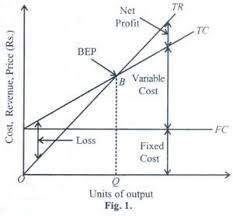 Net
Profit
TR
TC
BEP
B
Variable
Cost
Cost, Revenue, Price (Rs.)
FC
Loss
Fixed
Cost
O
Q
Units of output
Fig. 1.